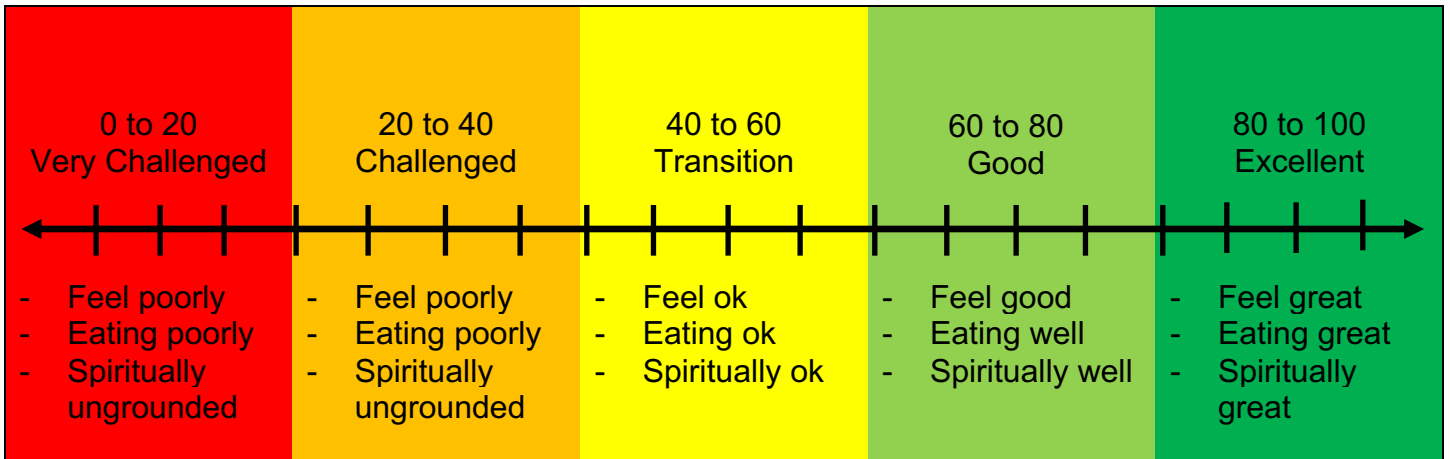 0 to 20
Very Challenged
20 to 40
Challenged
40 to 60
Transition
60 to 80
Good
80 to 100
Excellent
- Feel poorly
- Eating poorly
- Spiritually
ungrounded
- Feel poorly
- Eating poorly
- Spiritually
ungrounded
- Feel ok
- Eating ok
- Spiritually ok
- Feel good
- Eating well
- Spiritually well
- Feel great
- Eating great
- Spiritually
great